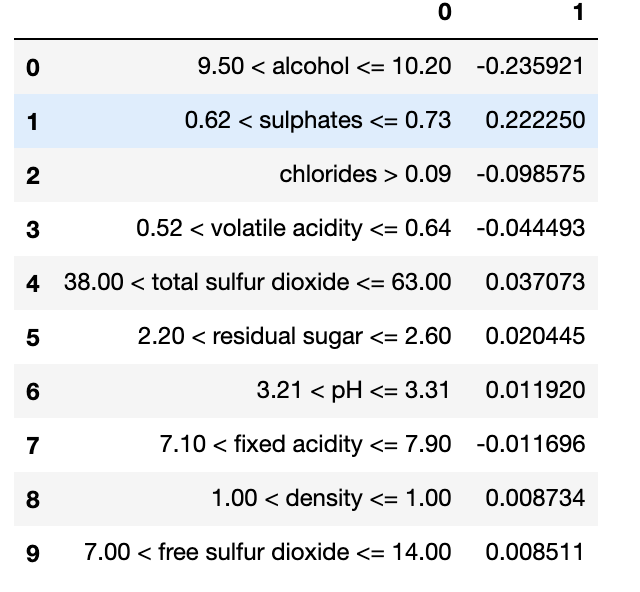 0 1
0 9.50 < alcohol <= 10.20 -0.235921
1 0.62 < sulphates <= 0.73 0.222250
2 chlorides > 0.09 -0.098575
3 0.52 < volatile acidity <= 0.64 -0.044493
4 38.00 < total sulfur dioxide <= 63.00 0.037073
5 2.20 < residual sugar <= 2.60 0.020445
6 3.21 < pH <= 3.31 0.011920
7 7.10 < fixed acidity <= 7.90 -0.011696
8 1.00 < density <= 1.00 0.008734
9 7.00 < free sulfur dioxide <= 14.00 0.008511